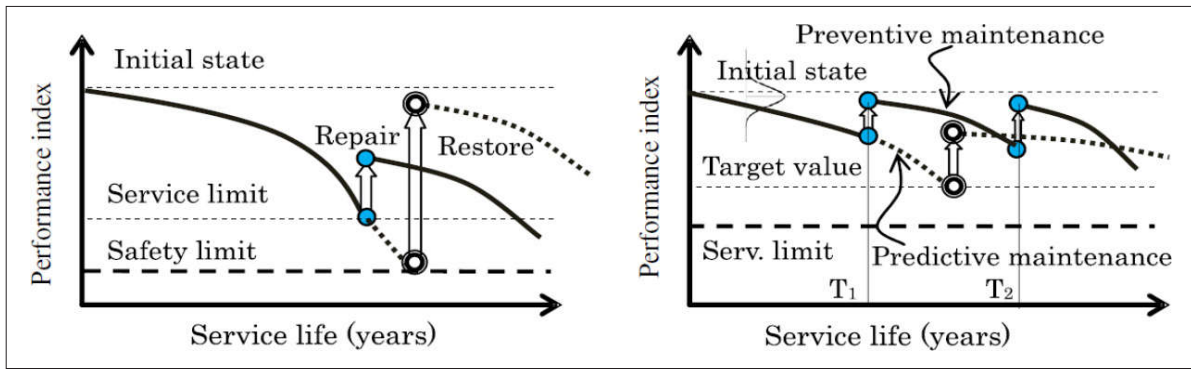 Performance index
Initial state
Repair
Restore
Service limit
Safety limit
Service life (years)
Performance index
Preventive maintenance
Initial state
Target value
Serv. limit
Predictive maintenance
T1
T2
Service life (years)